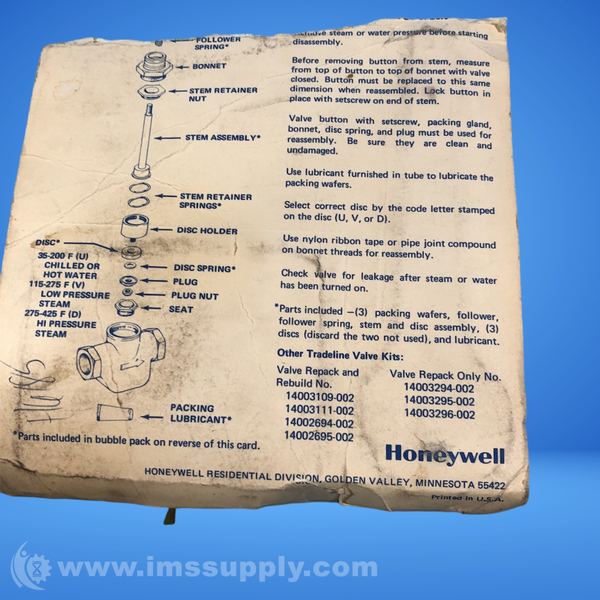 FOLLOWER
SPRING*
BONNET
STEM RETAINER
NUT
STEM ASSEMBLY*
STEM RETAINER
SPRINGS*
DISC HOLDER
DISC*
35-200 F (U)
CHILLED OR
HOT WATER
115-275 F (V)
LOW PRESSURE
STEAM
275-425 F (D)
HI PRESSURE
STEAM
DISC SPRING*
PLUG
PLUG NUT
SEAT
PACKING
LUBRICANT*
*Parts included in bubble pack on reverse of this card.
steam or water pressure before starting
disassembly.
Before removing button from stem, measure
from top of button to top of bonnet with valve
closed. Button must be replaced to this same
dimension when reassembled. Lock button in
place with setscrew on end of stem.
Valve button with setscrew, packing gland,
bonnet, disc spring, and plug must be used for
reassembly. Be sure they are clean and
undamaged.
Use lubricant furnished in tube to lubricate the
packing wafers.
Select correct disc by the code letter stamped
on the disc (U, V, or D).
Use nylon ribbon tape or pipe joint compound
on bonnet threads for reassembly.
Check valve for leakage after steam or water
has been turned on.
*Parts included —(3) packing wafers, follower,
follower spring, stem and disc assembly, (3)
discs (discard the two not used), and lubricant.
Other Tradeline Valve Kits:
Valve Repack and
Rebuild No.
14003109-002
14003111-002
14002694-002
14002695-002
Valve Repack Only No.
14003294-002
14003295-002
14003296-002
Honeywell
HONEYWELL RESIDENTIAL DIVISION, GOLDEN VALLEY, MINNESOTA 55422
Printed in U.S.A.
www.imssupply.com